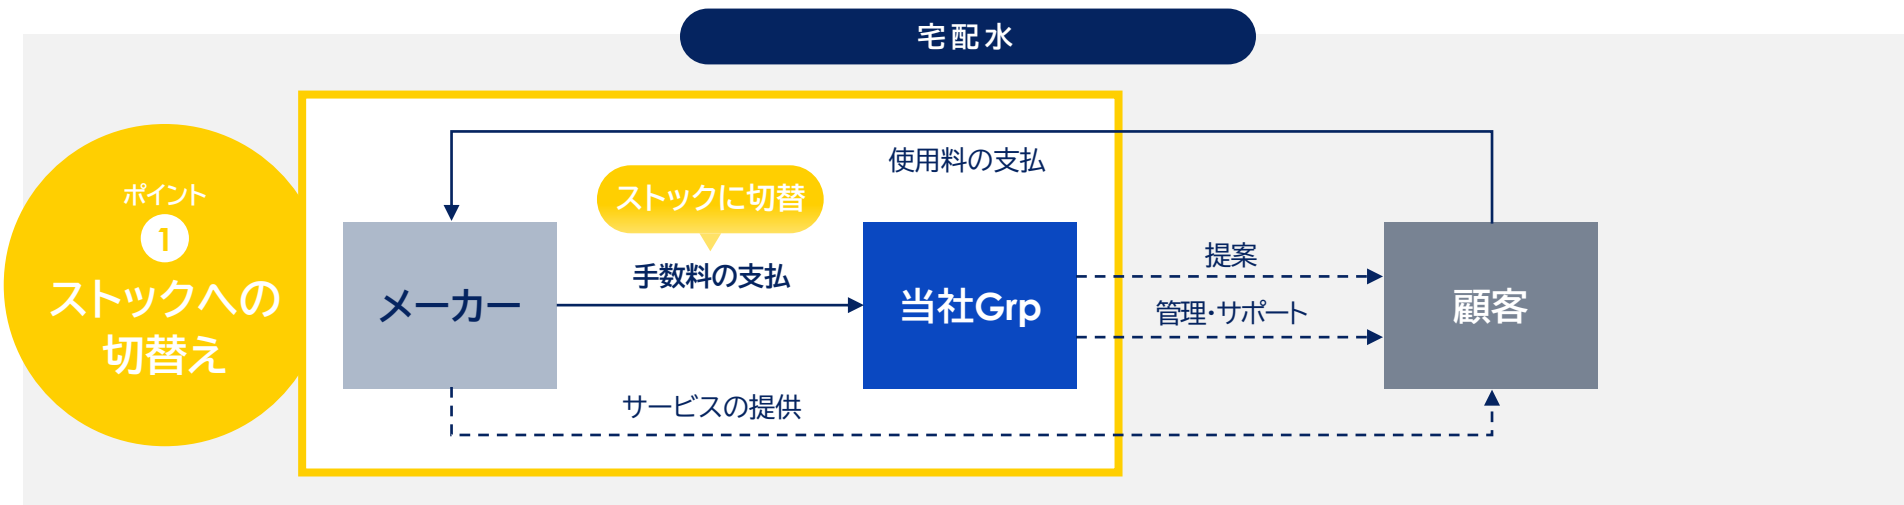 宅配水
ポイント
1
ストックへの
切替え
使用料の支払
ストックに切替
手数料の支払
メーカー
当社Grp
提案
管理・サポート
顧客
サービスの提供